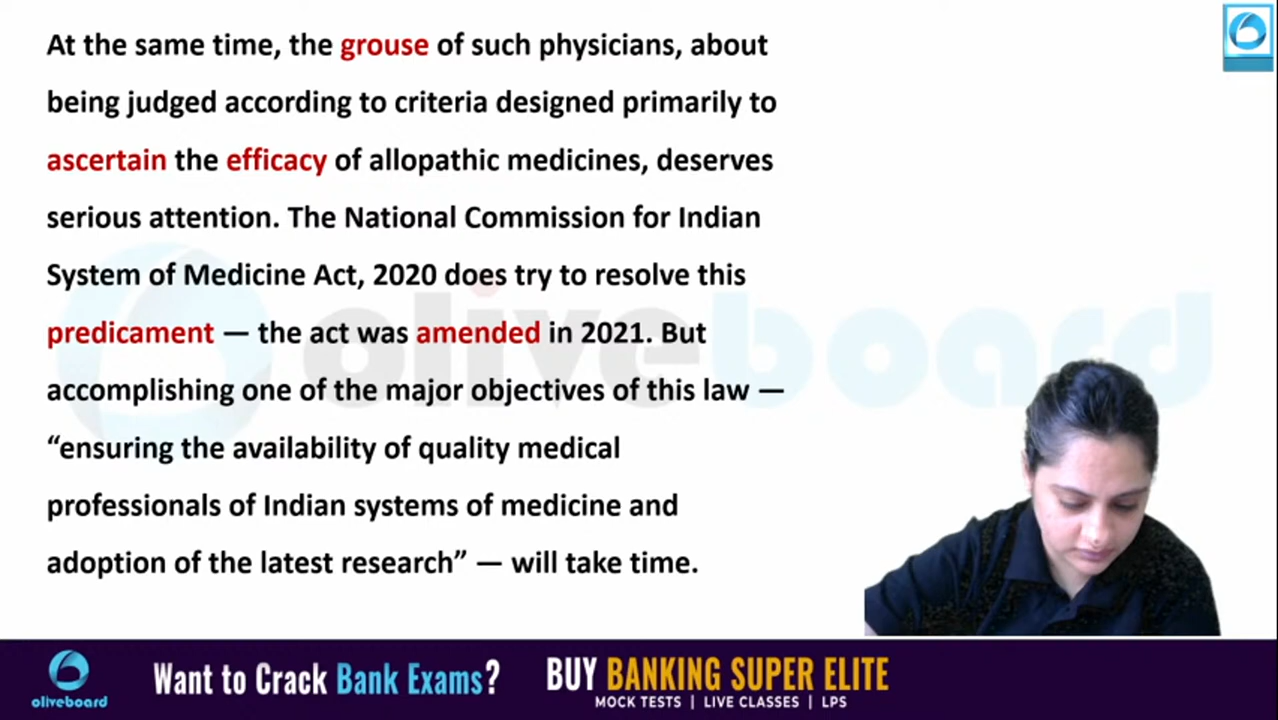 At the same time, the grouse of such physicians, about
being judged according to criteria designed primarily to
ascertain the efficacy of allopathic medicines, deserves
serious attention. The National Commission for Indian
System of Medicine Act, 2020 does try to resolve this
predicament — the act was amended in 2021. But
accomplishing one of the major objectives of this law —
“ensuring the availability of quality medical
professionals of Indian systems of medicine and
adoption of the latest research” — will take time.
oliveboard
oliveboard
Want to Crack Bank Exams?
BUY BANKING SUPER ELITE
MOCK TESTS | LIVE CLASSES | LPS